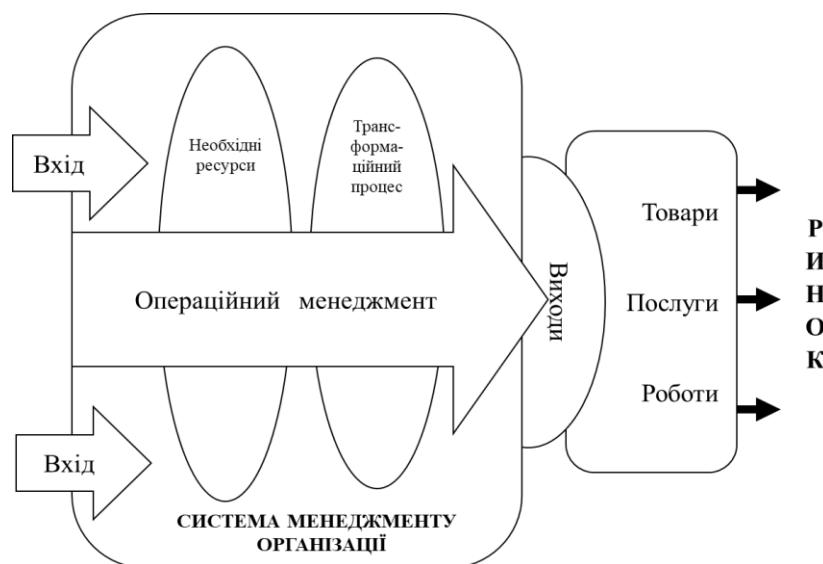 Вхід
Необхідні
ресурси
Транс-
форма-
ційний
процес
Операційний менеджмент
Вхід
СИСТЕМА МЕНЕДЖМЕНТУ
ОРГАНІЗАЦІЇ
Виходи
Товари
Послуги
Роботи
Р
И
Н
О
К